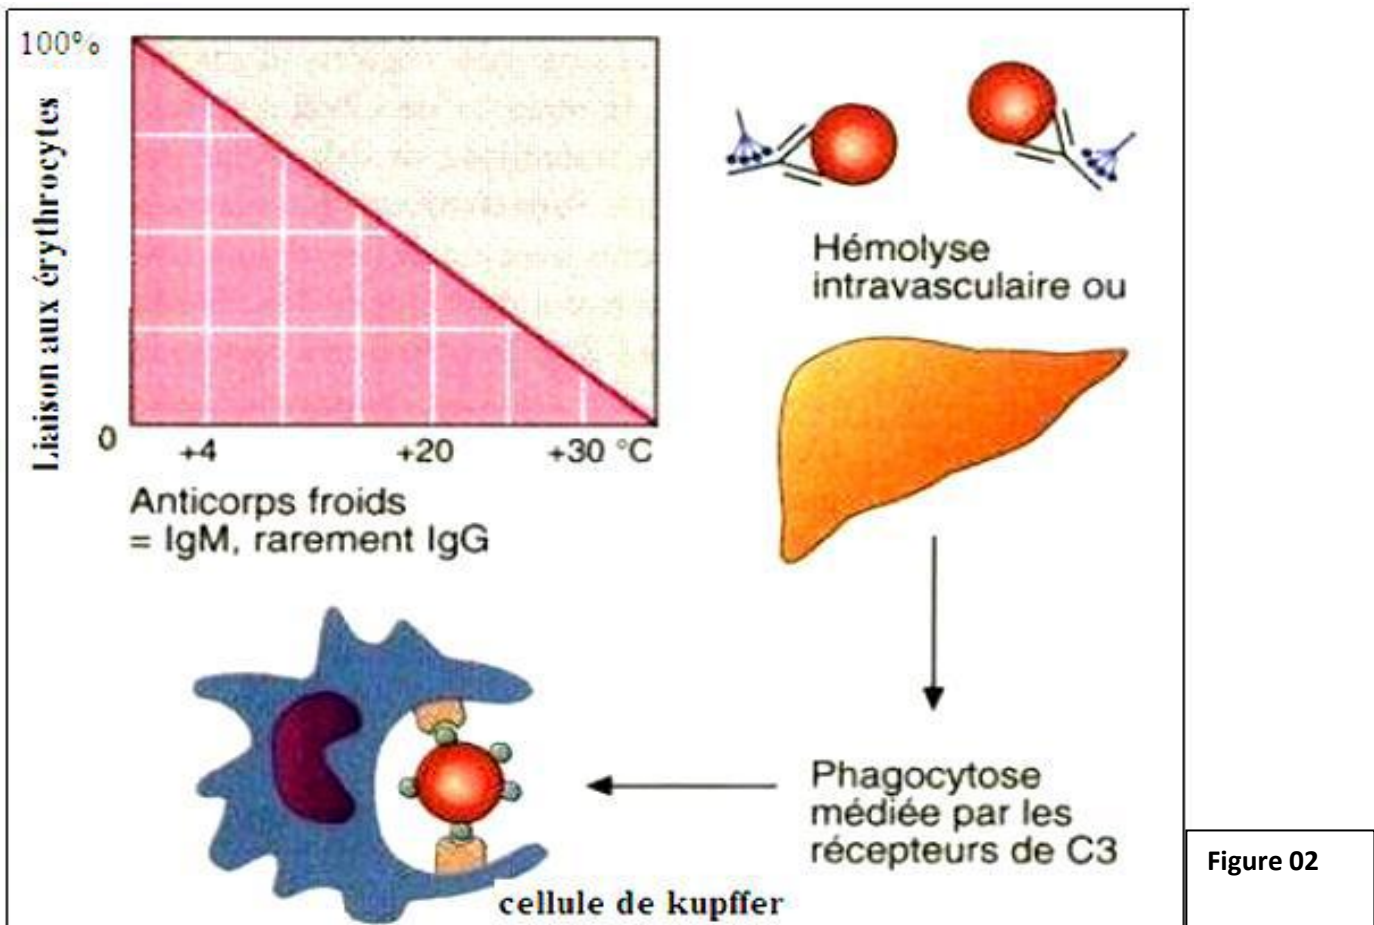 100%
Liaison aux érythrocytes
0
+4
+20
+30 °C
Anticorps froids
= IgM, rarement IgG
Hémolyse
intravasculaire ou
Phagocytose
médiée par les
récepteurs de C3
cellule de kupffer
Figure 02